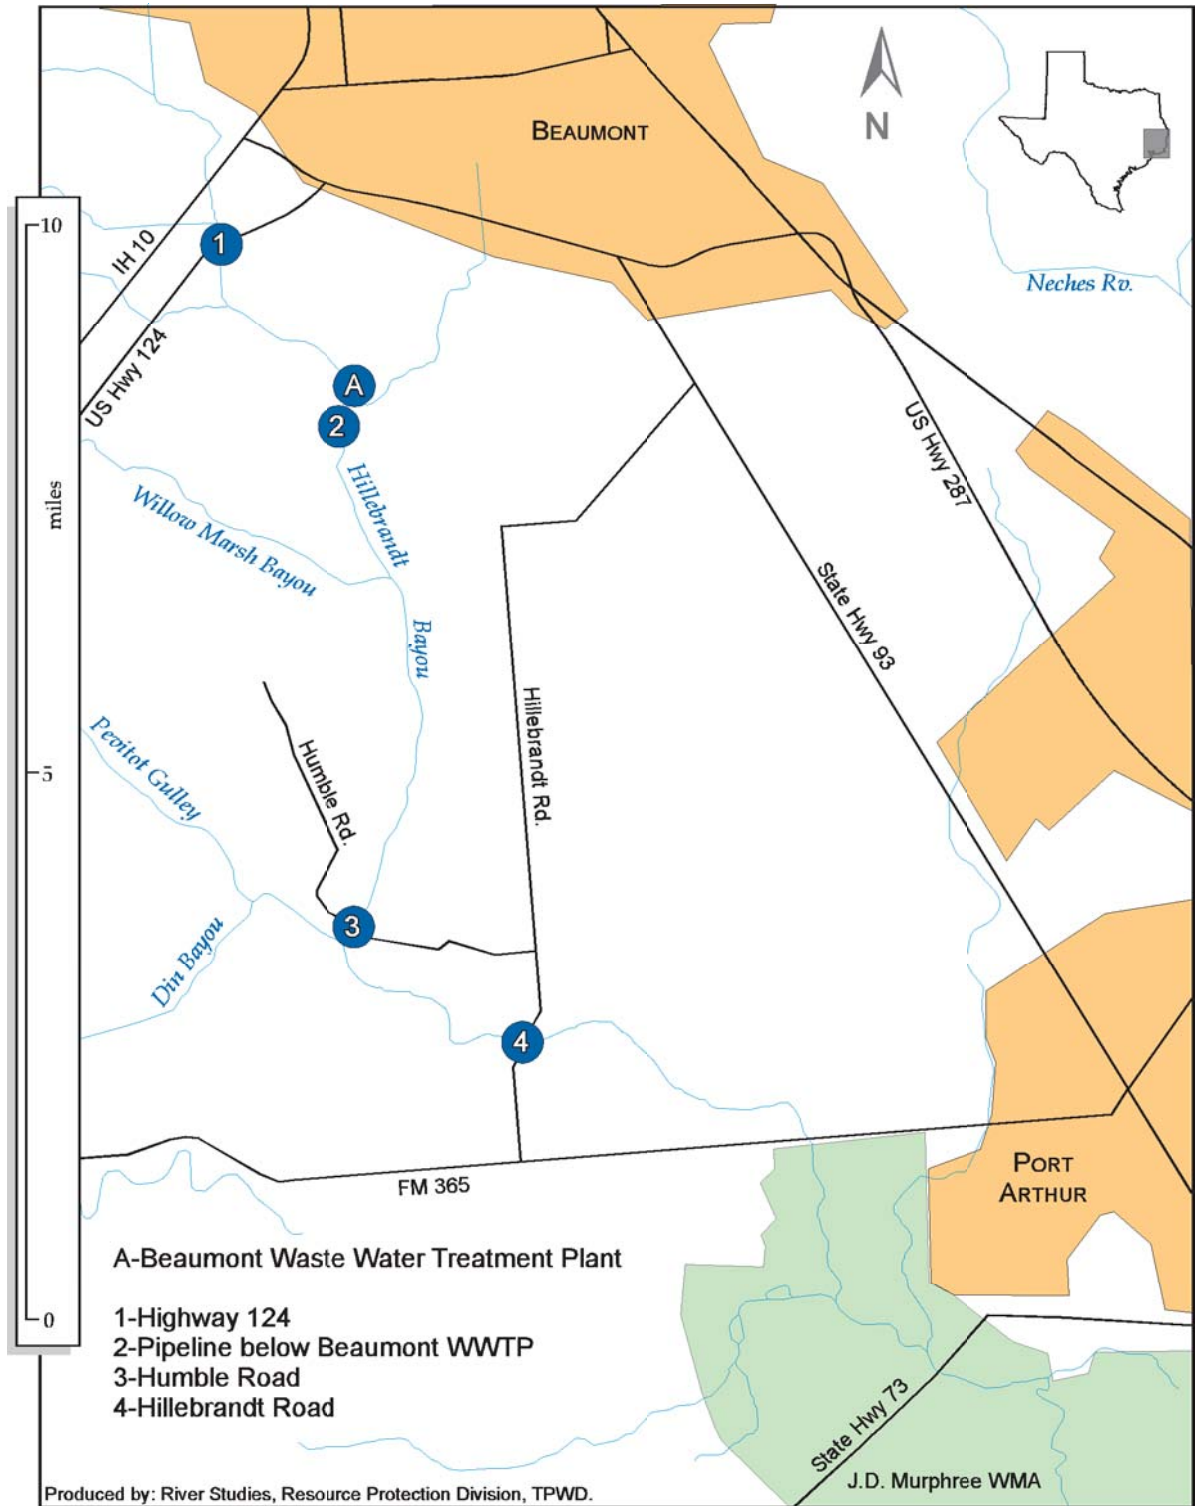 BEAUMONT
N
Neches Rv.
10
1
IH 10
US Hwy 124
A
2
Hillebrandt
Bayou
Willow Marsh Bayou
US Hwy 287
State Hwy 93
miles
5
Pevitot Gulley
Humble Rd.
Hillebrandt Rd.
3
Din Bayou
4
FM 365
PORT
ARTHUR
A-Beaumont Waste Water Treatment Plant
1-Highway 124
2-Pipeline below Beaumont WWTP
3-Humble Road
4-Hillebrandt Road
0
State Hwy 73
J.D. Murphree WMA
Produced by: River Studies, Resource Protection Division, TPWD.